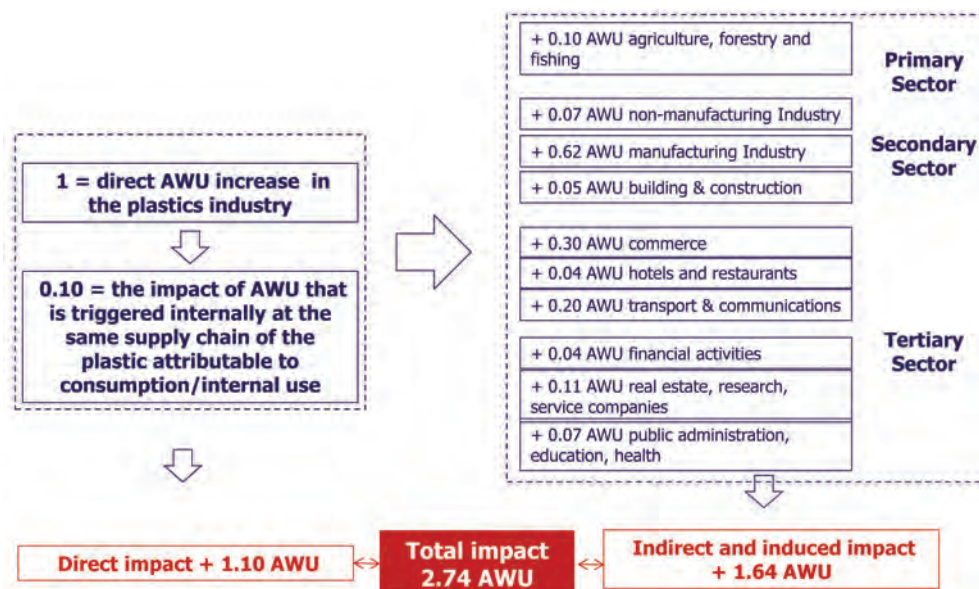 1 = direct AWU increase in
the plastics industry
0.10 = the impact of AWU that
is triggered internally at the
same supply chain of the
plastic attributable to
consumption/internal use
+ 0.10 AWU agriculture, forestry and
fishing
Primary
Sector
+ 0.07 AWU non-manufacturing Industry
+ 0.62 AWU manufacturing Industry
+ 0.05 AWU building & construction
Secondary
Sector
+ 0.30 AWU commerce
+ 0.04 AWU hotels and restaurants
+ 0.20 AWU transport & communications
+ 0.04 AWU financial activities
+ 0.11 AWU real estate, research,
service companies
+ 0.07 AWU public administration,
education, health
Tertiary
Sector
Direct impact + 1.10 AWU
Total impact
2.74 AWU
Indirect and induced impact
+ 1.64 AWU